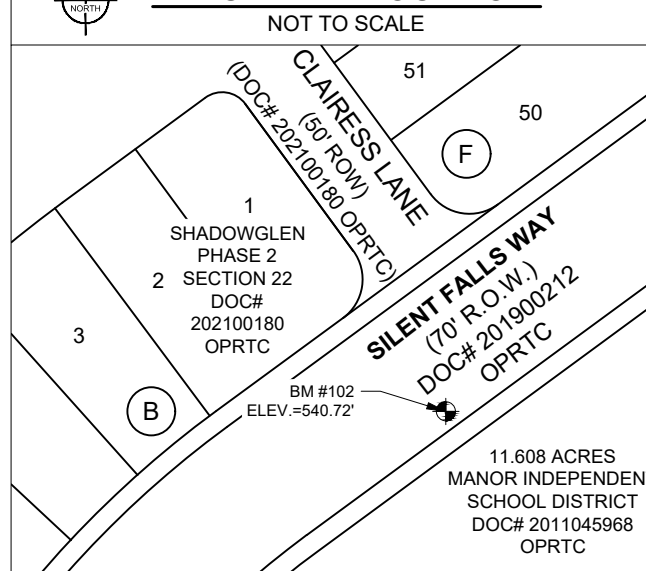 NORTH
NOT TO SCALE
CLAIRESS LANE
(50' ROW)
(DOC# 202100180 OPRTC)
51
50
F
1
SHADOWGLEN
PHASE 2
2 SECTION 22
DOC#
202100180
OPRTC
3
B
SILENT FALLS WAY
(70' R.O.W.)
DOC# 201900212
OPRTC
BM #102
ELEV.=540.72'
11.608 ACRES
MANOR INDEPENDEN
SCHOOL DISTRICT
DOC# 2011045968
OPRTC